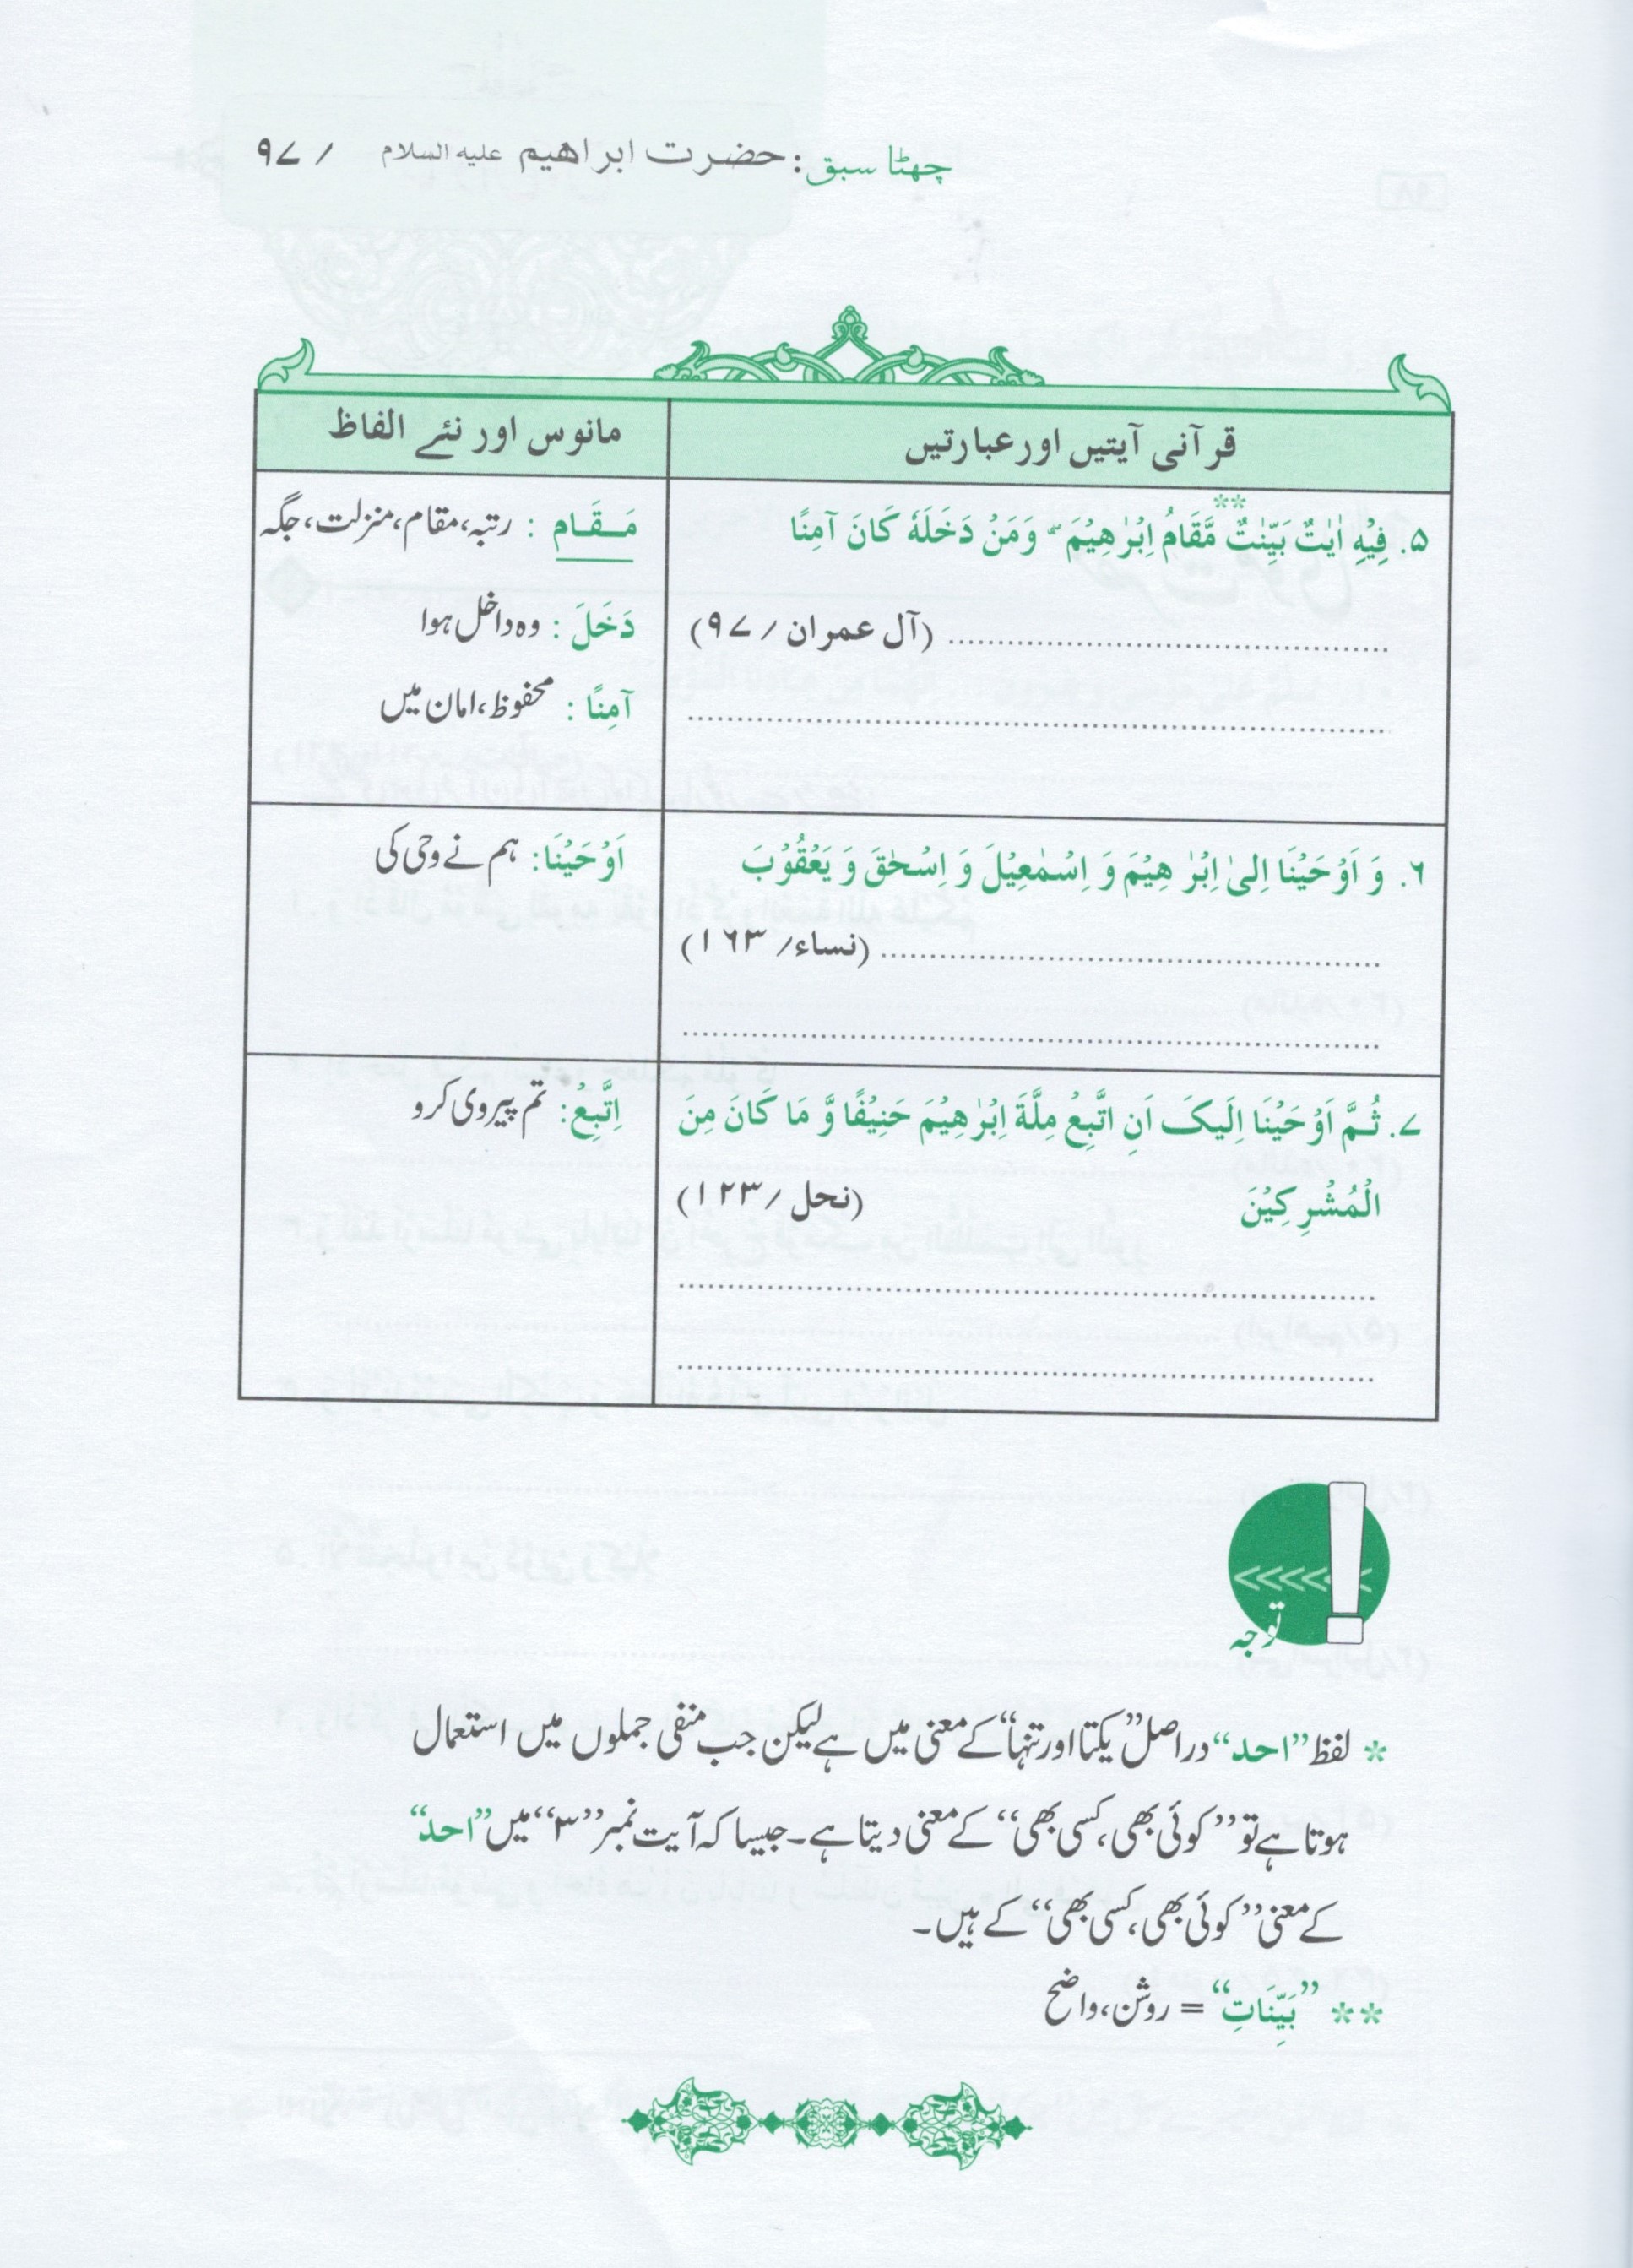 چھٹا سبق: حضرت ابراھیم علیہ السلام / ۹۷
قرآنی آیتیں اور عبارتیں
مانوس اور نئے الفاظ
۵. فِیْهِ اٰیٰتٌ بَیِّنٰتٌ** مَّقَامُ اِبْرٰهِیْمَ ۚ وَمَنْ دَخَلَهٗ کَانَ آمِنًا
(آل عمران / ۹۷)
مَقَام : رتبہ، مقام، منزلت، جگہ
دَخَلَ : وہ داخل ہوا
آمِنًا : محفوظ، امان میں
۶. وَ اَوْحَیْنَا اِلیٰ اِبْرٰهِیْمَ وَ اِسْمٰعِیْلَ وَ اِسْحٰقَ وَ یَعْقُوْبَ
(نساء/ ۱۶۳)
اَوْحَیْنَا: ہم نے وحی کی
۷. ثُمَّ اَوْحَیْنَا اِلَیکَ اَنِ اتَّبِعْ مِلَّةَ اِبْرٰهِیْمَ حَنِیْفًا وَّ مَا کَانَ مِنَ
الْمُشْرِکِیْنَ (نحل /۱۲۳)
اِتَّبِعْ: تم پیروی کرو
توجہ
* لفظ ”احد“ دراصل ”یکتا اور تنہا“ کے معنی میں ہے لیکن جب منفی جملوں میں استعمال
ہوتا ہے تو ”کوئی بھی، کسی بھی“ کے معنی دیتا ہے۔ جیسا کہ آیت نمبر ”۳“ میں ”احد“
کے معنی ”کوئی بھی، کسی بھی“ کے ہیں۔
** ”بَیِّنَاتِ“ = روشن، واضح